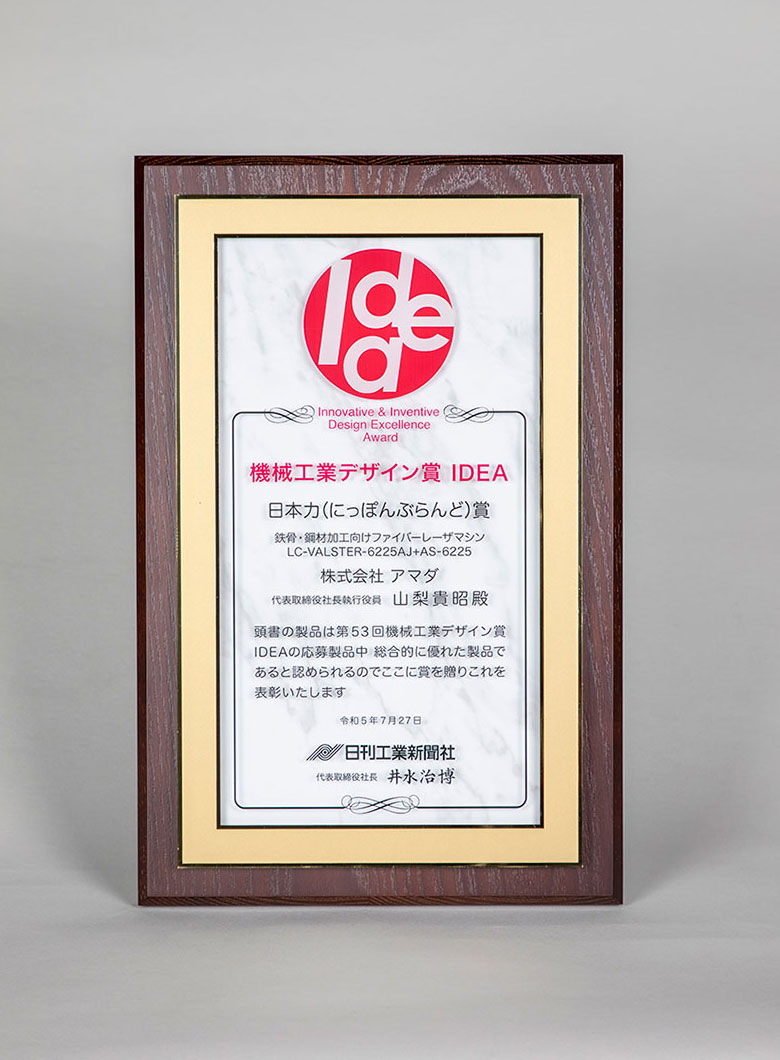 Idea
Innovative & Inventive
Design Excellence
Award
機械工業デザイン賞 IDEA
日本力(にっぽんぶらんど)賞
鉄骨・鋼材加工向けファイバーレーザマシン
LC-VALSTER-6225AJ+AS-6225
株式会社 アマダ
代表取締役社長執行役員 山梨貴昭殿
頭書の製品は第53回機械工業デザイン賞
IDEAの応募製品中 総合的に優れた製品で
あると認められるのでここに賞を贈りこれを
表彰いたします
令和5年7月27日
日刊工業新聞社
代表取締役社長 井水治博